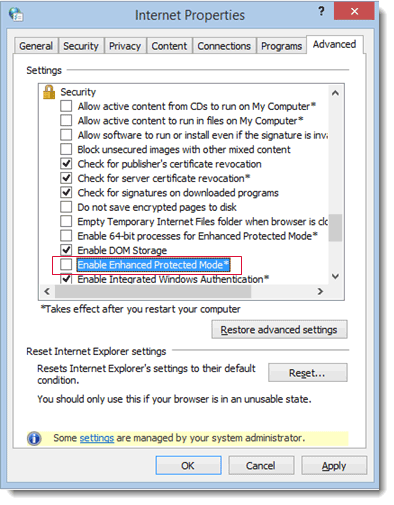 Internet Properties
?
General Security Privacy Content Connections Programs Advanced
Settings
Security
Allow active content from CDs to run on My Computer*
Allow active content to run in files on My Computer*
Allow software to run or install even if the signature is inva
Block unsecured images with other mixed content
Check for publisher's certificate revocation
Check for server certificate revocation*
Check for signatures on downloaded programs
Do not save encrypted pages to disk
Empty Temporary Internet Files folder when browser is clo
Enable 64-bit processes for Enhanced Protected Mode*
Enable DOM Storage
Enable Enhanced Protected Mode*
Enable Integrated Windows Authentication*
*Takes effect after you restart your computer
Restore advanced settings
Reset Internet Explorer settings
Resets Internet Explorer's settings to their default
condition.
Reset...
You should only use this if your browser is in an unusable state.
Some settings are managed by your system administrator.
OK Cancel Apply